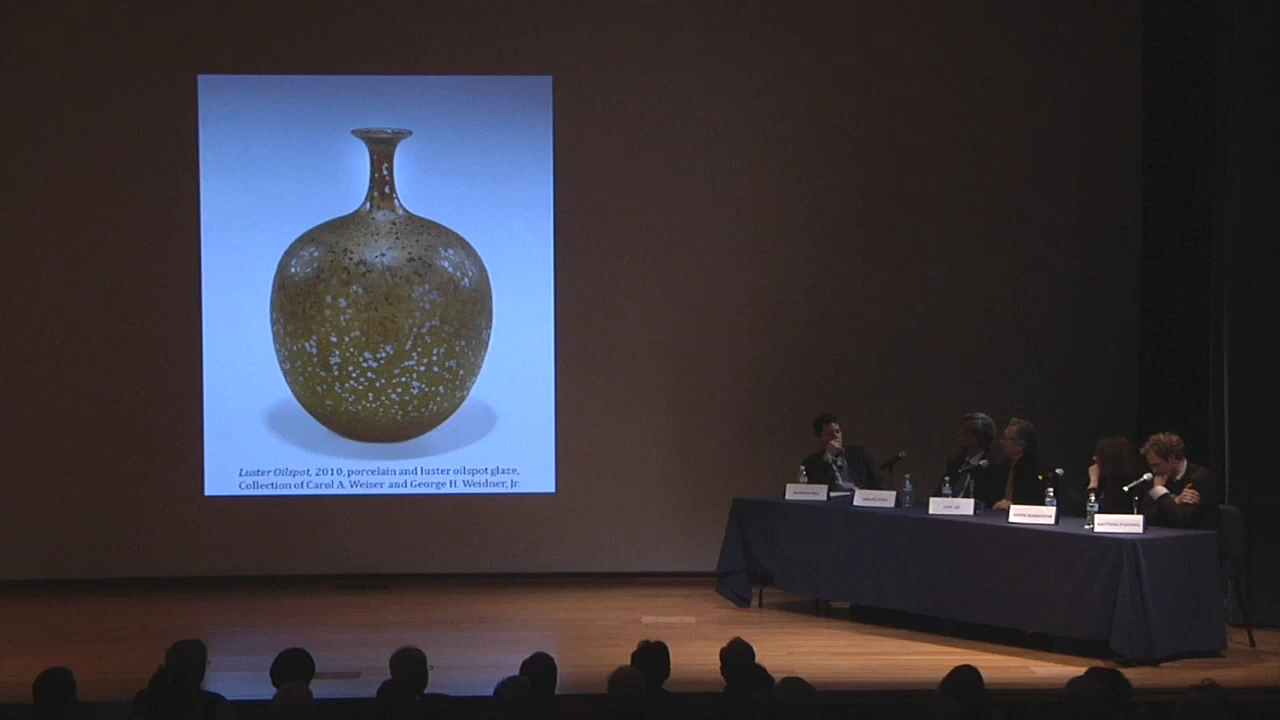 Luster Oilspot, 2010, porcelain and luster oilspot glaze,
Collection of Carol A. Weiser and George H. Weidner, Jr.